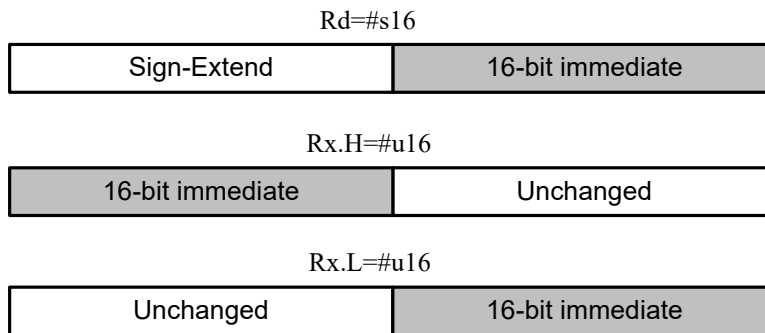 Rd=#s16
Sign-Extend 16-bit immediate
Rx.H=#u16
16-bit immediate Unchanged
Rx.L=#u16
Unchanged 16-bit immediate